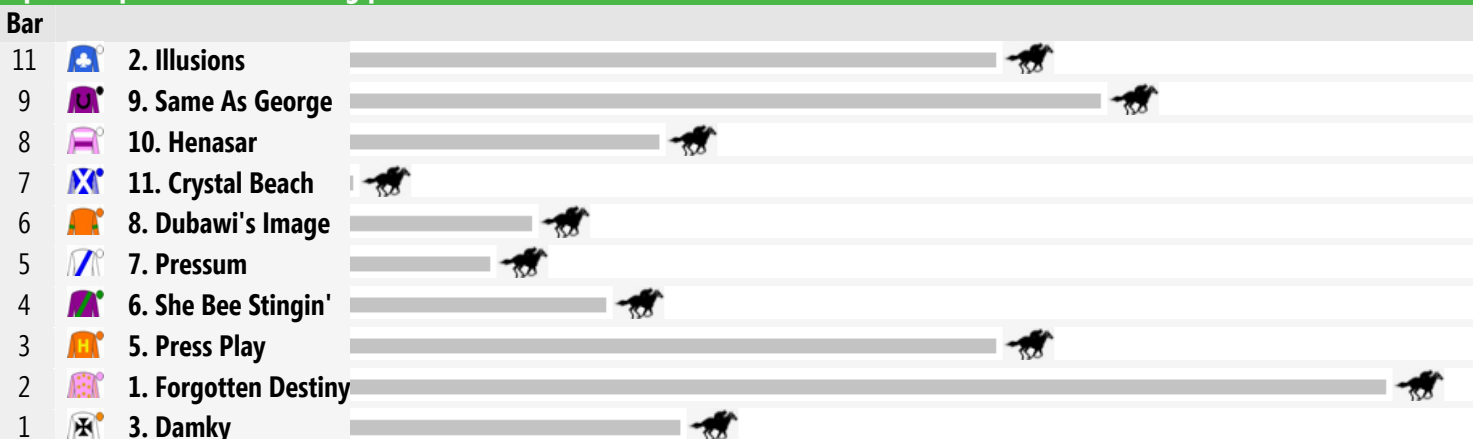 Bar
11 2. Illusions
9 9. Same As George
8 10. Henasar
7 11. Crystal Beach
6 8. Dubawi's Image
5 7. Pressum
4 6. She Bee Stingin'
3 H 5. Press Play
2 1. Forgotten Destiny
1 3. Damky